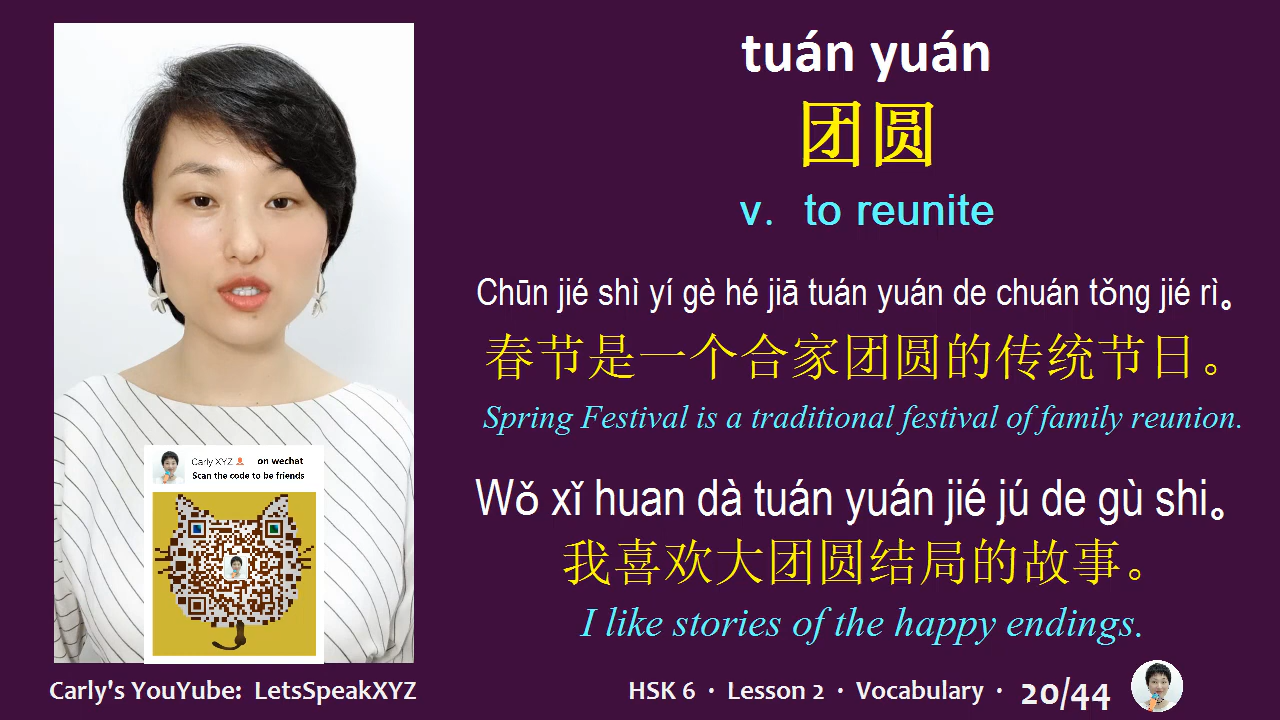 tuán yuán
团圆
v. to reunite
Chūn jié shì yí gè hé jiā tuán yuán de chuán tǒng jié rì。
春节是一个合家团圆的传统节日。
Spring Festival is a traditional festival of family reunion.
Wǒ xǐ huan dà tuán yuán jié jú de gù shi。
我喜欢大团圆结局的故事。
I like stories of the happy endings.
Carly XYZ on wechat
Scan the code to be friends
Carly's YouYube: LetsSpeakXYZ
HSK 6 · Lesson 2 · Vocabulary · 20/44